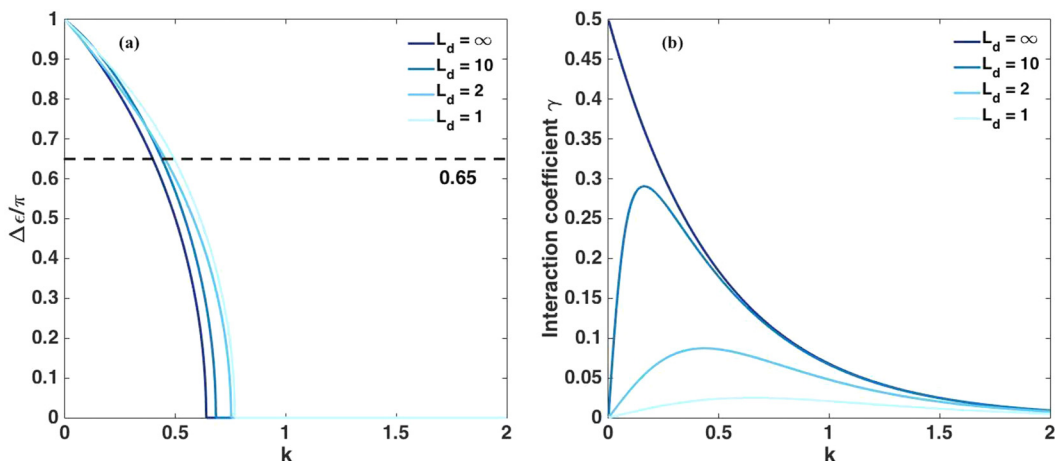 (a)
L_d = ∞
L_d = 10
L_d = 2
L_d = 1
0.65
Δϵ/π
1
0.9
0.8
0.7
0.6
0.5
0.4
0.3
0.2
0.1
0
0 0.5 1 1.5 2
k
(b)
L_d = ∞
L_d = 10
L_d = 2
L_d = 1
Interaction coefficient γ
0.5
0.45
0.4
0.35
0.3
0.25
0.2
0.15
0.1
0.05
0
0 0.5 1 1.5 2
k